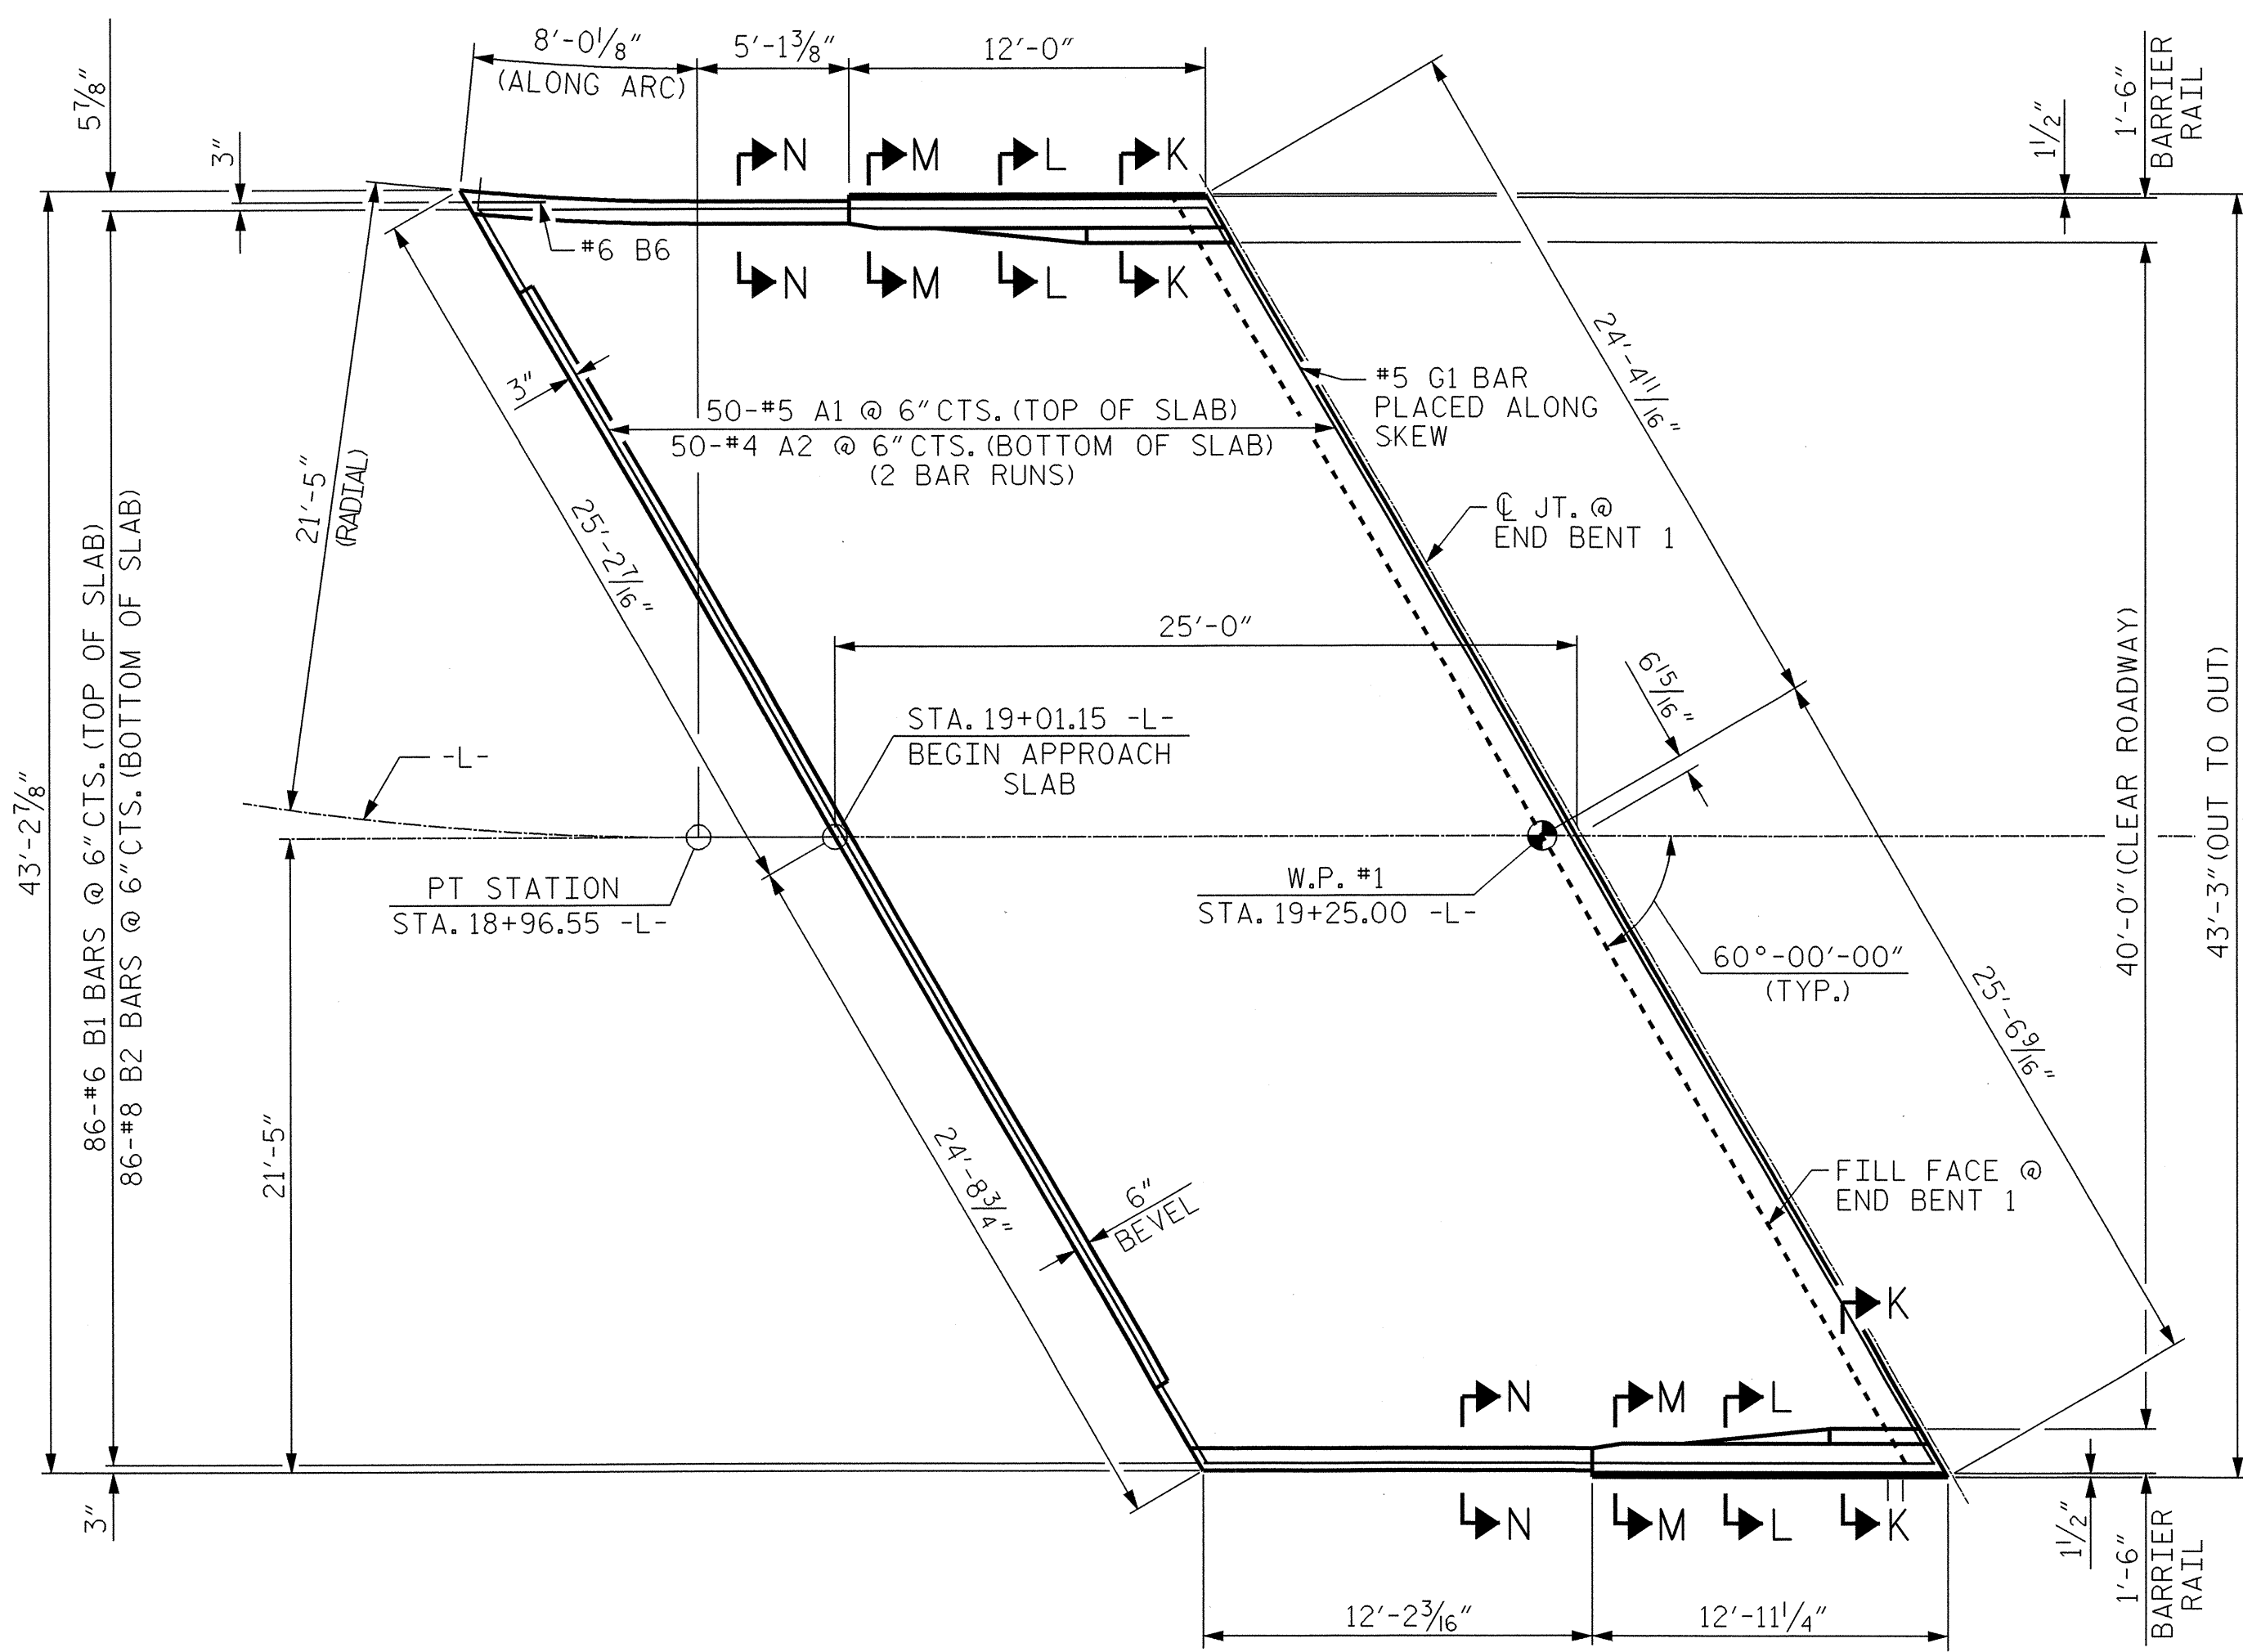 8'-0 1/8"
(ALONG ARC)
5'-1 3/8"
12'-0"
5 7/8"
3"
1 1/2"
1'-6"
BARRIER
RAIL
N
M
L
K
#6 B6
N
M
L
K
3"
50-#5 A1 @ 6" CTS. (TOP OF SLAB)
50-#4 A2 @ 6" CTS. (BOTTOM OF SLAB)
(2 BAR RUNS)
#5 G1 BAR
PLACED ALONG
SKEW
24'-4 11/16"
21'-5"
(RADIAL)
25'-2 7/16"
℄ JT. @
END BENT 1
25'-0"
6 15/16"
STA. 19+01.15 -L-
BEGIN APPROACH
SLAB
-L-
PT STATION
STA. 18+96.55 -L-
W.P. #1
STA. 19+25.00 -L-
60°-00'-00"
(TYP.)
43'-2 7/8"
86-#6 B1 BARS @ 6" CTS. (TOP OF SLAB)
86-#8 B2 BARS @ 6" CTS. (BOTTOM OF SLAB)
40'-0" (CLEAR ROADWAY)
43'-3" (OUT TO OUT)
21'-5"
24'-8 3/4"
6"
BEVEL
25'-6 9/16"
FILL FACE @
END BENT 1
K
N
M
L
3"
N
M
L
K
1 1/2"
1'-6"
BARRIER
RAIL
12'-2 3/16"
12'-11 1/4"